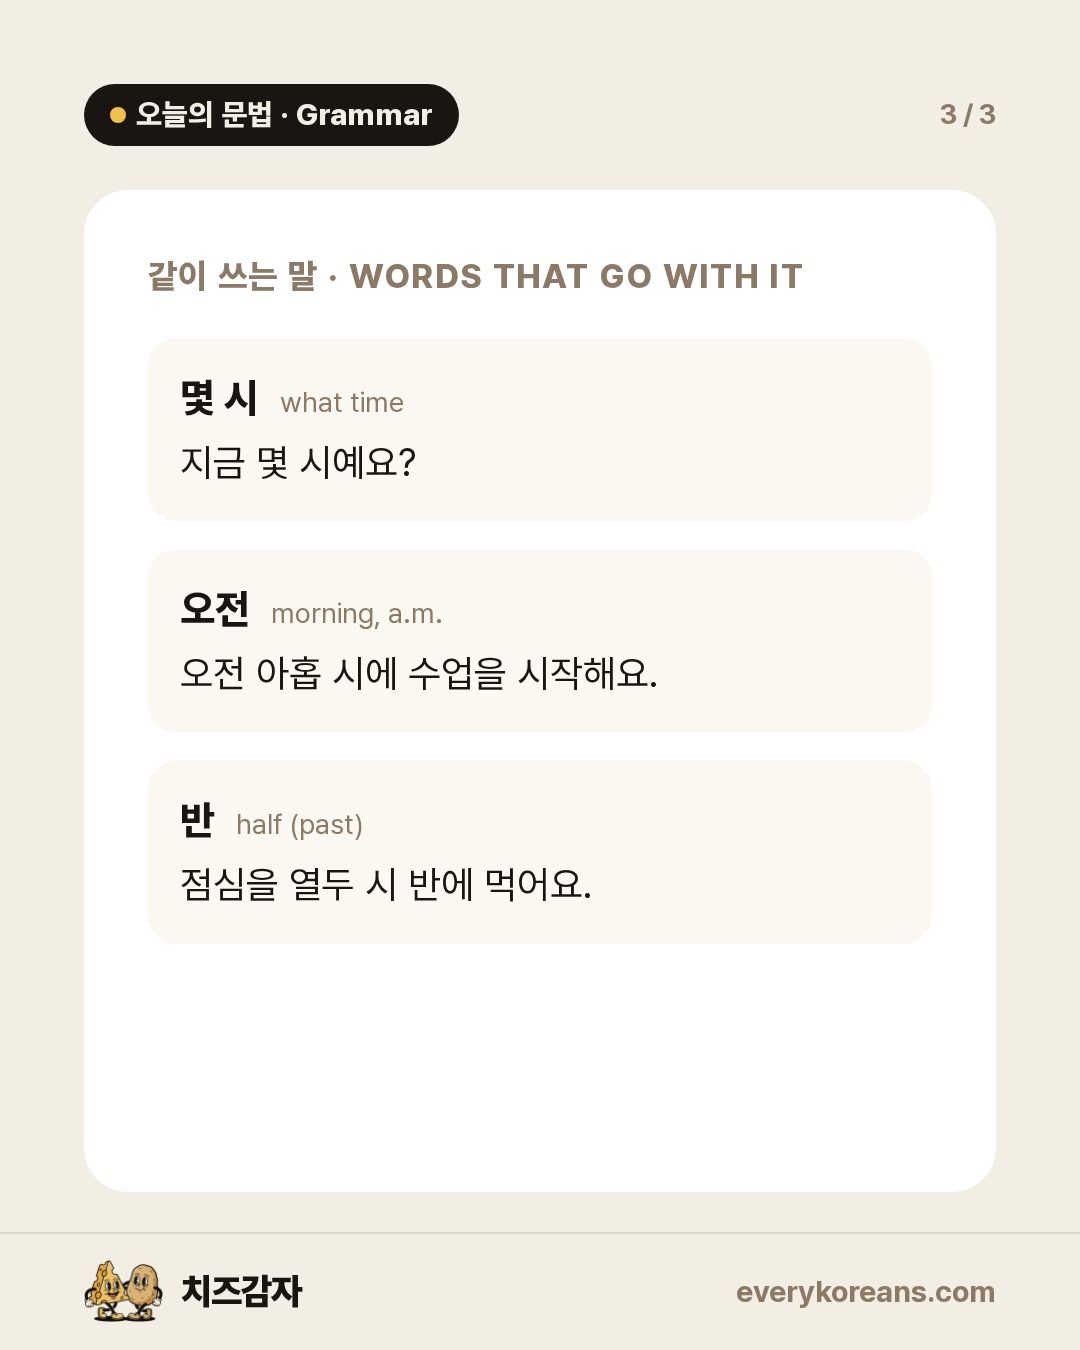 오늘의 문법 · Grammar
3 / 3
같이 쓰는 말 · WORDS THAT GO WITH IT
몇 시 what time
지금 몇 시예요?
오전 morning, a.m.
오전 아홉 시에 수업을 시작해요.
반 half (past)
점심을 열두 시 반에 먹어요.
치즈감자
everykoreans.com